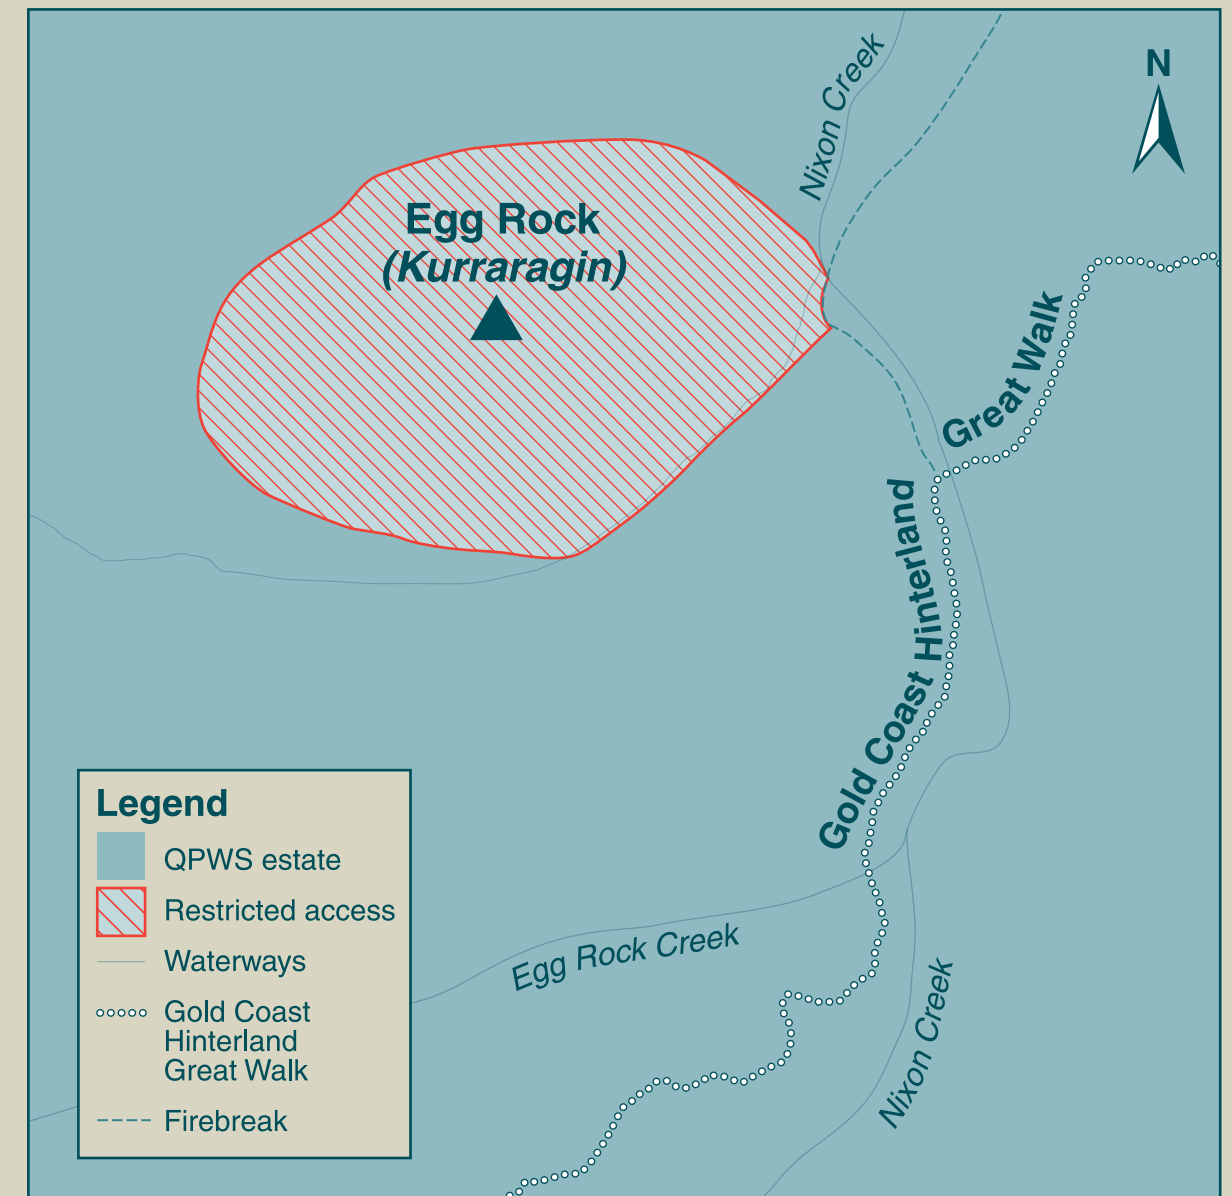 Nixon Creek
N
Egg Rock
(Kurraragin)
Great Walk
Gold Coast Hinterland
Egg Rock Creek
Nixon Creek
Legend
QPWS estate
Restricted access
Waterways
Gold Coast
Hinterland
Great Walk
Firebreak